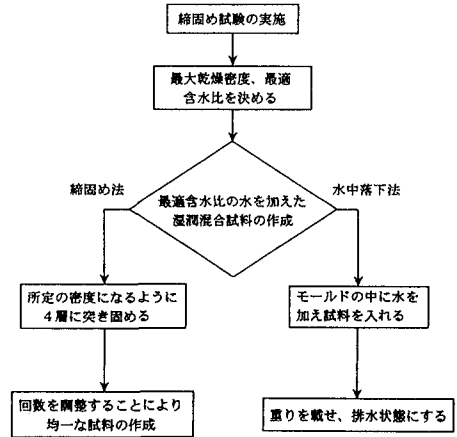 締固め試験の実施
最大乾燥密度、最適
含水比を決める
締固め法
最適含水比の水を加えた
湿潤混合試料の作成
水中落下法
所定の密度になるように
4層に突き固める
モールドの中に水を
加え試料を入れる
回数を調整することにより
均一な試料の作成
重りを載せ、排水状態にする